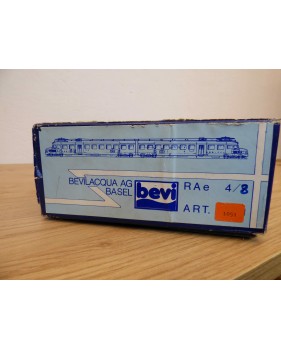 BEVILACQUA AG
BASEL
bevi
RAe 4/8
ART.